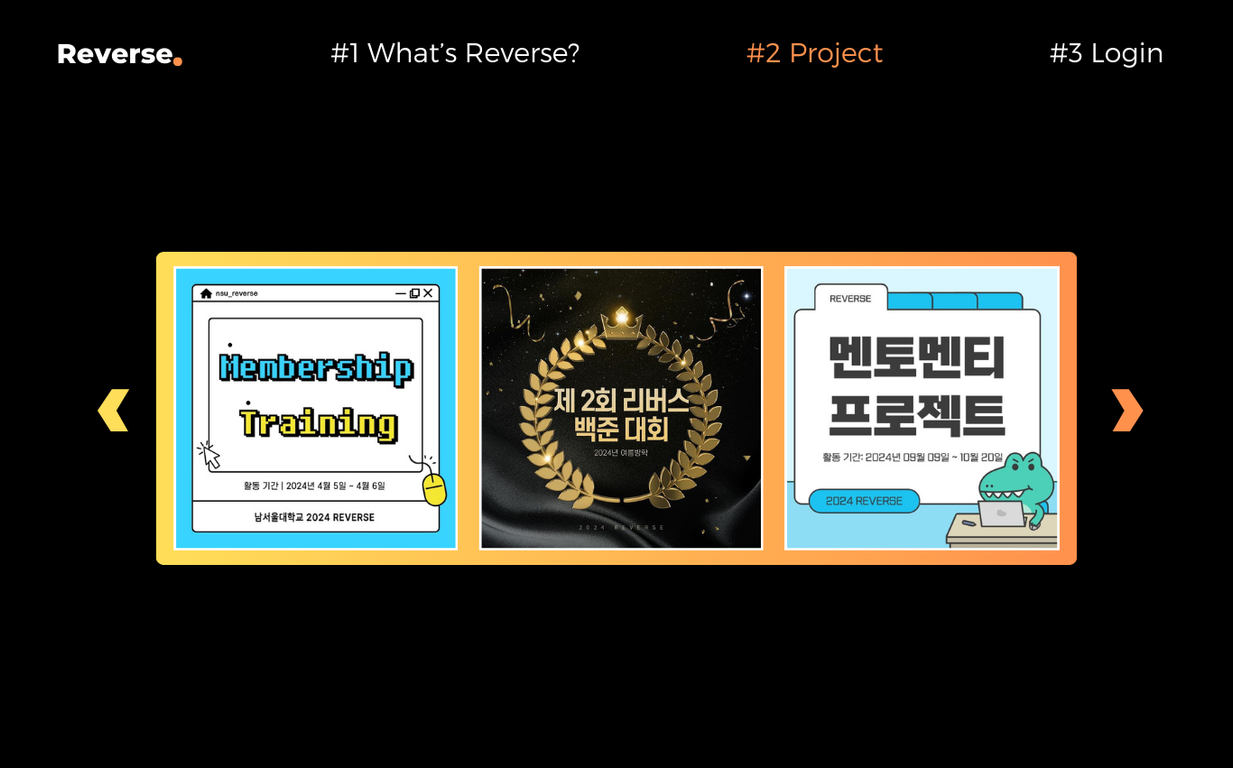 Reverse.
#1 What's Reverse?
#2 Project
#3 Login
nsu_reverse
Membership
Training
활동 기간 | 2024년 4월 5일 ~ 4월 6일
남서울대학교 2024 REVERSE
제 2회 리버스
백준 대회
2024년 여름방학
2024 REVERSE
REVERSE
멘토멘티
프로젝트
활동 기간: 2024년 09월 09일 ~ 10월 20일
2024 REVERSE